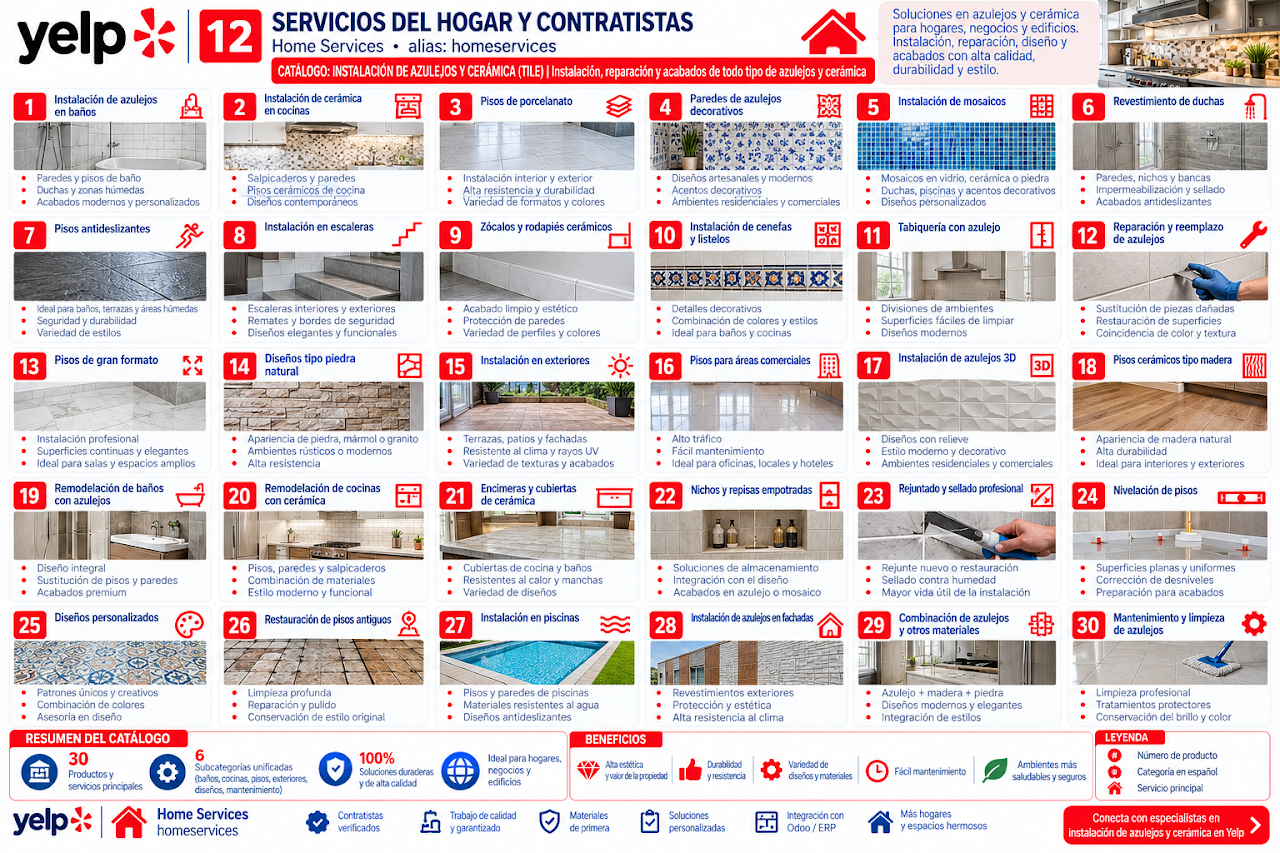 yelp
12
SERVICIOS DEL HOGAR Y CONTRATISTAS
Home Services • alias: homeservices
CATÁLOGO: INSTALACIÓN DE AZULEJOS Y CERÁMICA (TILE) | Instalación, reparación y acabados de todo tipo de azulejos y cerámica
Soluciones en azulejos y cerámica
para hogares, negocios y edificios.
Instalación, reparación, diseño y
acabados con alta calidad,
durabilidad y estilo.
1
Instalación de azulejos
en baños
• Paredes y pisos de baño
• Duchas y zonas húmedas
• Acabados modernos y personalizados
2
Instalación de cerámica
en cocinas
• Salpicaderos y paredes
• Pisos cerámicos de cocina
• Diseños contemporáneos
3
Pisos de porcelanato
• Instalación interior y exterior
• Alta resistencia y durabilidad
• Variedad de formatos y colores
4
Paredes de azulejos
decorativos
• Diseños artesanales y modernos
• Acentos decorativos
• Ambientes residenciales y comerciales
5
Instalación de mosaicos
• Mosaicos en vidrio, cerámica o piedra
• Duchas, piscinas y acentos decorativos
• Diseños personalizados
6
Revestimiento de duchas
• Paredes, nichos y bancas
• Impermeabilización y sellado
• Acabados antideslizantes
7
Pisos antideslizantes
• Ideal para baños, terrazas y áreas húmedas
• Seguridad y durabilidad
• Variedad de estilos
8
Instalación en escaleras
• Escaleras interiores y exteriores
• Remates y bordes de seguridad
• Diseños elegantes y funcionales
9
Zócalos y rodapiés cerámicos
• Acabado limpio y estético
• Protección de paredes
• Variedad de perfiles y colores
10
Instalación de cenefas
y listelos
• Detalles decorativos
• Combinación de colores y estilos
• Ideal para baños y cocinas
11
Tabiquería con azulejo
• Divisiones de ambientes
• Superficies fáciles de limpiar
• Diseños modernos
12
Reparación y reemplazo
de azulejos
• Sustitución de piezas dañadas
• Restauración de superficies
• Coincidencia de color y textura
13
Pisos de gran formato
• Instalación profesional
• Superficies continuas y elegantes
• Ideal para salas y espacios amplios
14
Diseños tipo piedra
natural
• Apariencia de piedra, mármol o granito
• Ambientes rústicos o modernos
• Alta resistencia
15
Instalación en exteriores
• Terrazas, patios y fachadas
• Resistente al clima y rayos UV
• Variedad de texturas y acabados
16
Pisos para áreas comerciales
• Alto tráfico
• Fácil mantenimiento
• Ideal para oficinas, locales y hoteles
17
Instalación de azulejos 3D
3D
• Diseños con relieve
• Estilo moderno y decorativo
• Ambientes residenciales y comerciales
18
Pisos cerámicos tipo madera
• Apariencia de madera natural
• Alta durabilidad
• Ideal para interiores y exteriores
19
Remodelación de baños
con azulejos
• Diseño integral
• Sustitución de pisos y paredes
• Acabados premium
20
Remodelación de cocinas
con cerámica
• Pisos, paredes y salpicaderos
• Combinación de materiales
• Estilo moderno y funcional
21
Encimeras y cubiertas
de cerámica
• Cubiertas de cocina y baños
• Resistentes al calor y manchas
• Variedad de diseños
22
Nichos y repisas empotradas
• Soluciones de almacenamiento
• Integración con el diseño
• Acabados en azulejo o mosaico
23
Rejuntado y sellado profesional
• Rejunte nuevo o restauración
• Sellado contra humedad
• Mayor vida útil de la instalación
24
Nivelación de pisos
• Superficies planas y uniformes
• Corrección de desniveles
• Preparación para acabados
25
Diseños personalizados
• Patrones únicos y creativos
• Combinación de colores
• Asesoría en diseño
26
Restauración de pisos antiguos
• Limpieza profunda
• Reparación y pulido
• Conservación de estilo original
27
Instalación en piscinas
• Pisos y paredes de piscinas
• Materiales resistentes al agua
• Diseños antideslizantes
28
Instalación de azulejos en fachadas
• Revestimientos exteriores
• Protección y estética
• Alta resistencia al clima
29
Combinación de azulejos
y otros materiales
• Azulejo + madera + piedra
• Diseños modernos y elegantes
• Integración de estilos
30
Mantenimiento y limpieza
de azulejos
• Limpieza profesional
• Tratamientos protectores
• Conservación del brillo y color
RESUMEN DEL CATÁLOGO
30
Productos y
servicios principales
6
Subcategorías unificadas
(baños, cocinas, pisos, exteriores,
diseños, mantenimiento)
100%
Soluciones duraderas
y de alta calidad
Ideal para hogares,
negocios y
edificios
BENEFICIOS
Alta estética
y valor de la propiedad
Durabilidad
y resistencia
Variedad de
diseños y materiales
Fácil mantenimiento
Ambientes más
saludables y seguros
LEYENDA
# Número de producto
Categoría en español
Servicio principal
yelp
Home Services
homeservices
Contratistas
verificados
Trabajo de calidad
y garantizado
Materiales
de primera
Soluciones
personalizadas
Integración con
Odoo / ERP
Más hogares
y espacios hermosos
Conecta con especialistas en
instalación de azulejos y cerámica en Yelp